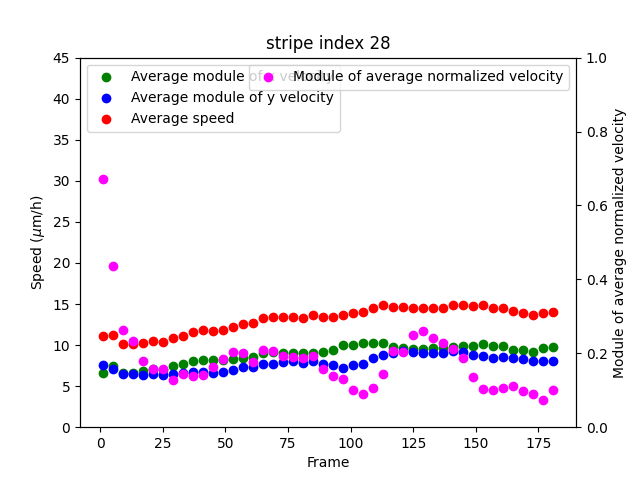 stripe index 28
Average module of x velocity
Average module of y velocity
Average speed
Module of average normalized velocity
45
40
35
30
25
20
15
10
5
0
Speed (μm/h)
1.0
0.8
0.6
0.4
0.2
0.0
Module of average normalized velocity
0 25 50 75 100 125 150 175
Frame